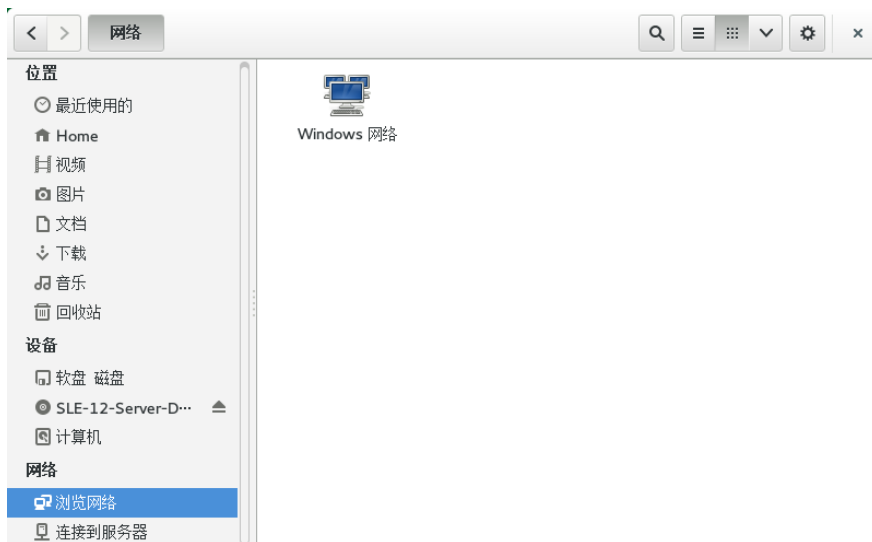 网络
位置
最近使用的
Home
视频
图片
文档
下载
音乐
回收站
设备
软盘 磁盘
SLE-12-Server-D…
计算机
网络
浏览网络
连接到服务器
Windows 网络